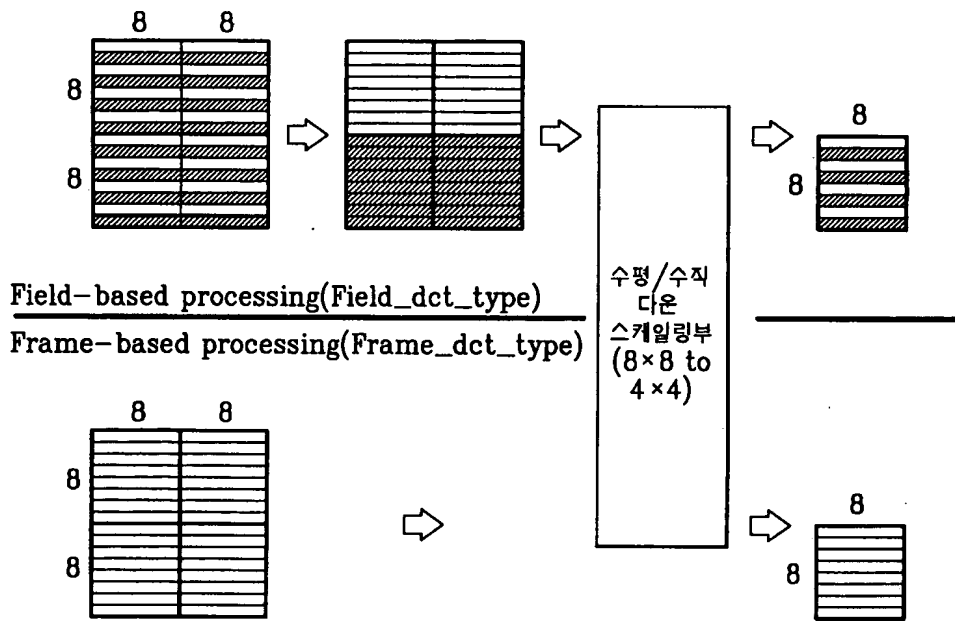 8 8
8
8
8
8
Field-based processing(Field_dct_type)
Frame-based processing(Frame_dct_type)
수평/수직
다운
스케일링부
(8×8 to
4×4)
8 8
8
8
8
8